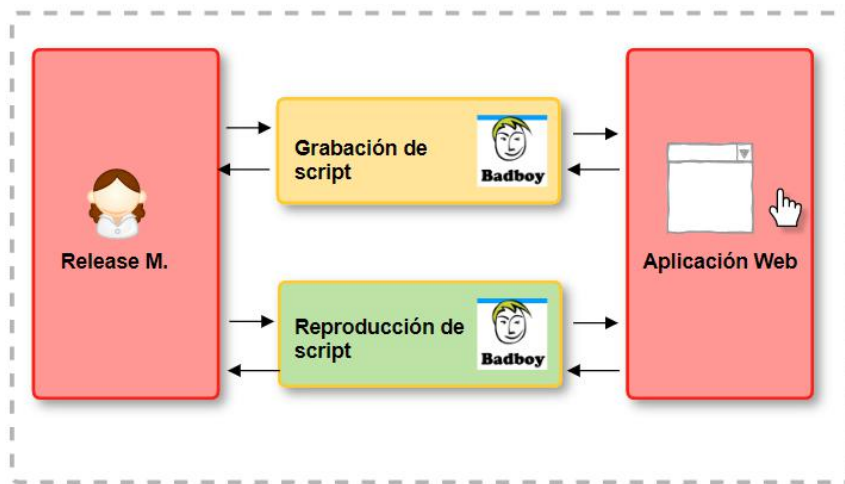 Grabación de
script
Badboy
Release M.
Aplicación Web
Reproducción de
script
Badboy